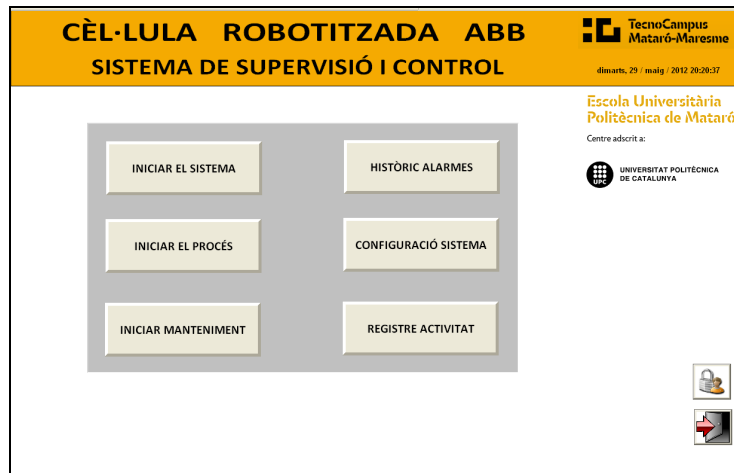 CÈL·LULA ROBOTITZADA ABB
SISTEMA DE SUPERVISIÓ I CONTROL
TecnoCampus
Mataró-Maresme
dimarts, 29 / maig / 2012 20:20:37
Escola Universitària
Politècnica de Mataró
Centre adscrit a:
UPC
UNIVERSITAT POLITÈCNICA
DE CATALUNYA
INICIAR EL SISTEMA
HISTÒRIC ALARMES
INICIAR EL PROCÉS
CONFIGURACIÓ SISTEMA
INICIAR MANTENIMENT
REGISTRE ACTIVITAT